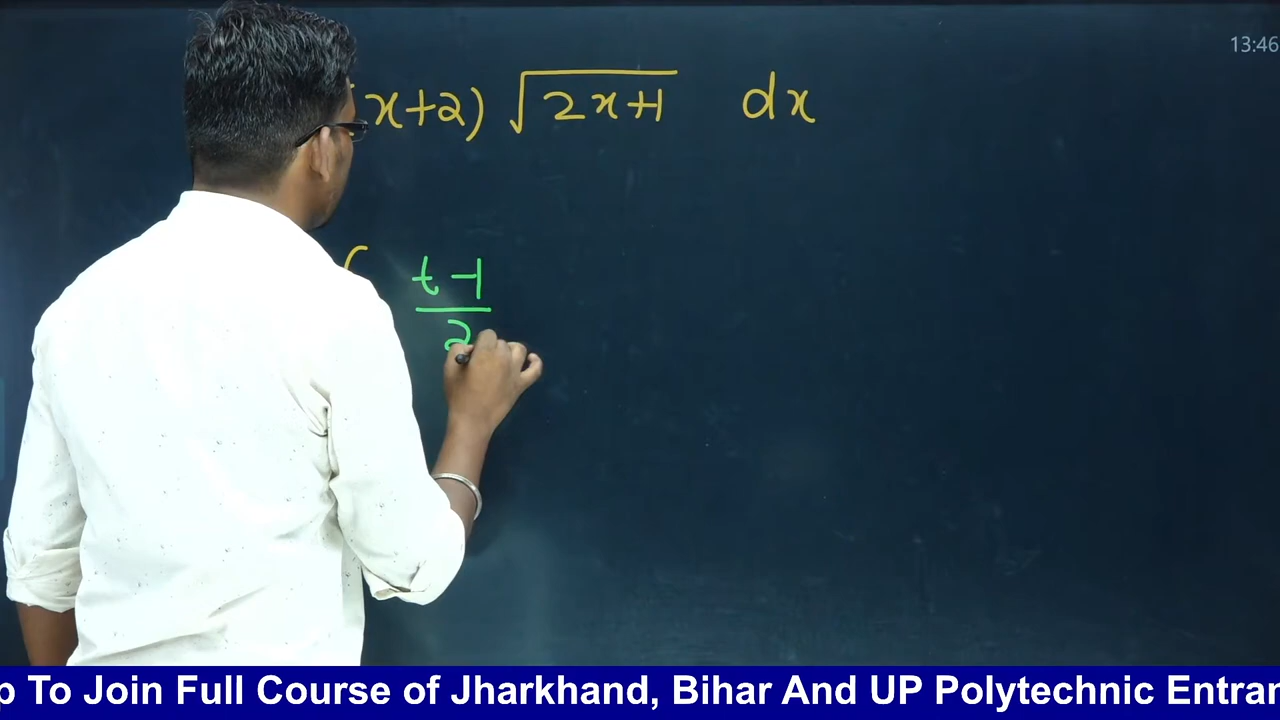 13:46
(x+2) √(2x+1) dx
t-1
2
p To Join Full Course of Jharkhand, Bihar And UP Polytechnic Entran